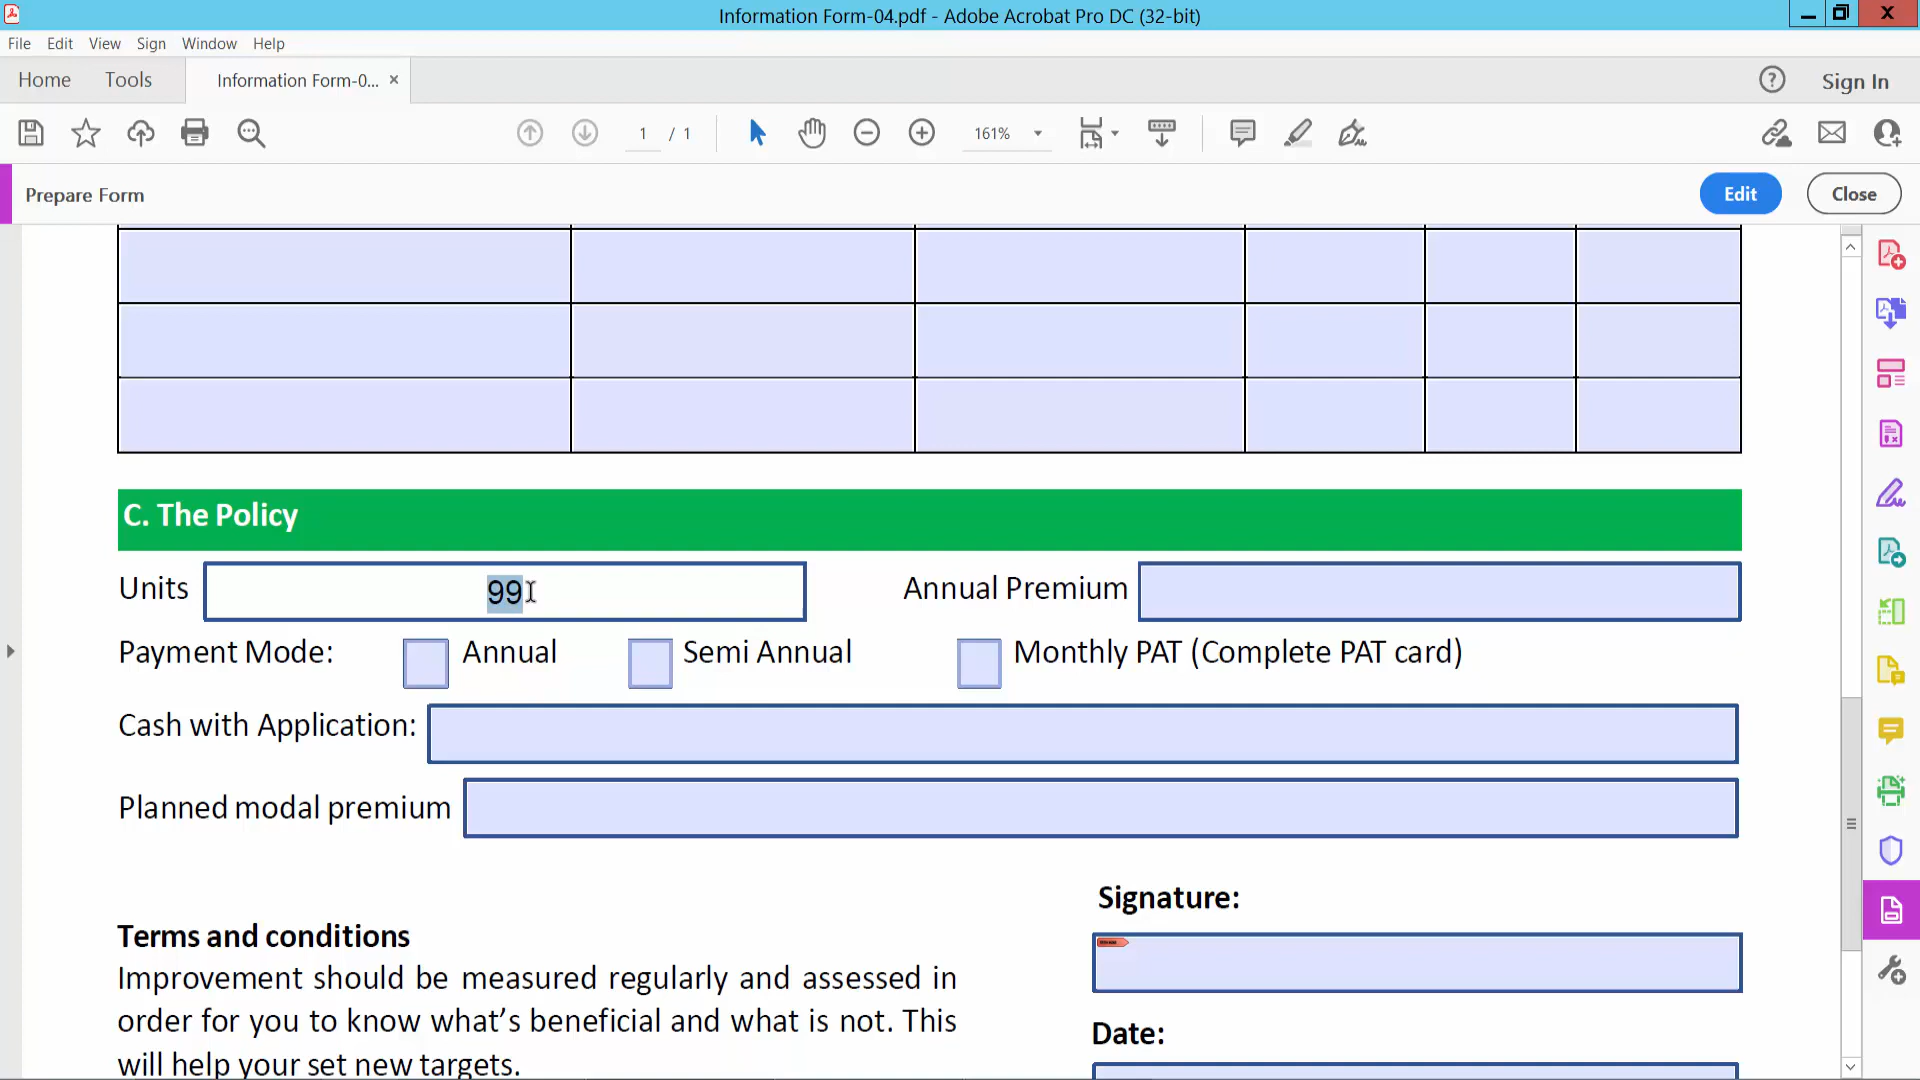 Information Form-04.pdf - Adobe Acrobat Pro DC (32-bit)
File Edit View Sign Window Help
Home Tools Information Form-0... × Sign In
1 / 1 161%
Prepare Form Edit Close
C. The Policy
Units 99 Annual Premium
Payment Mode: Annual Semi Annual Monthly PAT (Complete PAT card)
Cash with Application:
Planned modal premium
Signature:
Terms and conditions
Improvement should be measured regularly and assessed in
order for you to know what’s beneficial and what is not. This
will help your set new targets.
Date: